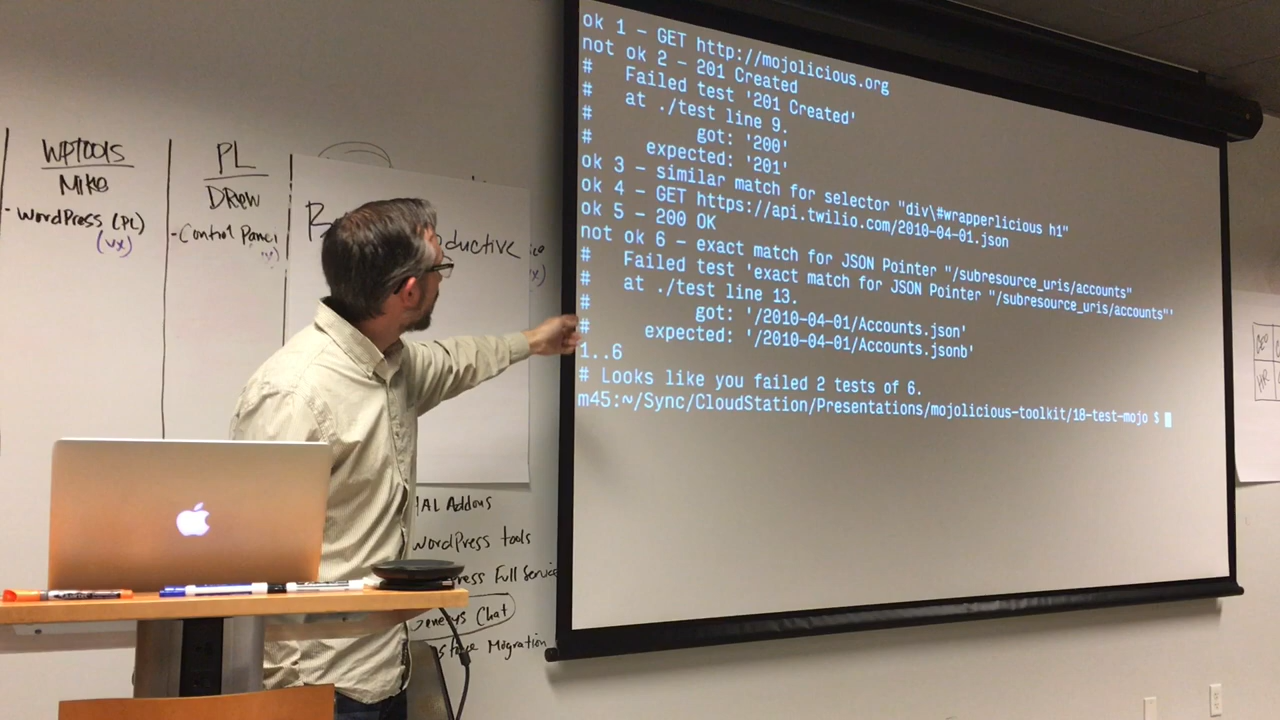 WPTOOLS
MIKE
- WORDPRESS (PL)
(VX)
PL
DREW
- Control Panel
ok 1 - GET http://mojolicious.org
not ok 2 - 201 Created
#   Failed test '201 Created'
#   at ./test line 9.
#          got: '200'
#     expected: '201'
ok 3 - similar match for selector "div\#wrapperlicious h1"
ok 4 - GET https://api.twilio.com/2010-04-01.json
ok 5 - 200 OK
not ok 6 - exact match for JSON Pointer "/subresource_uris/accounts"
#   Failed test 'exact match for JSON Pointer "/subresource_uris/accounts"'
#   at ./test line 13.
#          got: '/2010-04-01/Accounts.json'
#     expected: '/2010-04-01/Accounts.jsonb'
1..6
# Looks like you failed 2 tests of 6.
m45:~/Sync/CloudStation/Presentations/mojolicious-toolkit/18-test-mojo $
Addons
WordPress tools
Full Service
Chat
Migration
CEO
HR